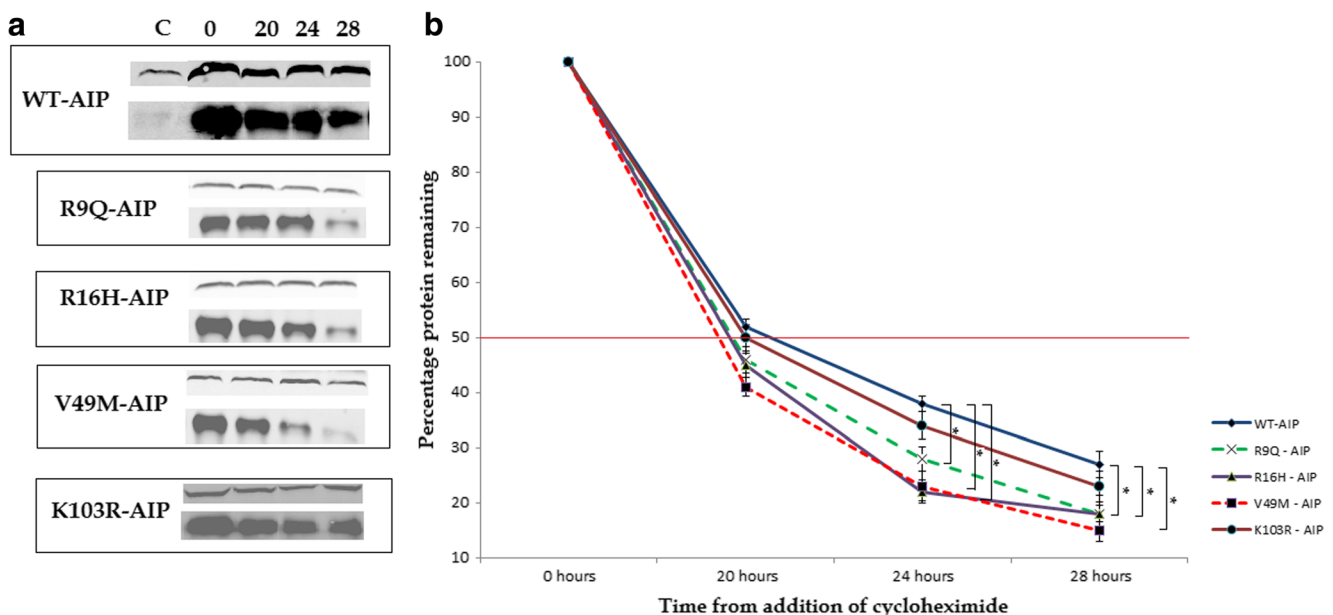 a
C 0 20 24 28
WT-AIP
R9Q-AIP
R16H-AIP
V49M-AIP
K103R-AIP
b
Percentage protein remaining
100
90
80
70
60
50
40
30
20
10
* * *
* * *
0 hours 20 hours 24 hours 28 hours
Time from addition of cycloheximide
WT-AIP
R9Q - AIP
R16H - AIP
V49M - AIP
K103R - AIP